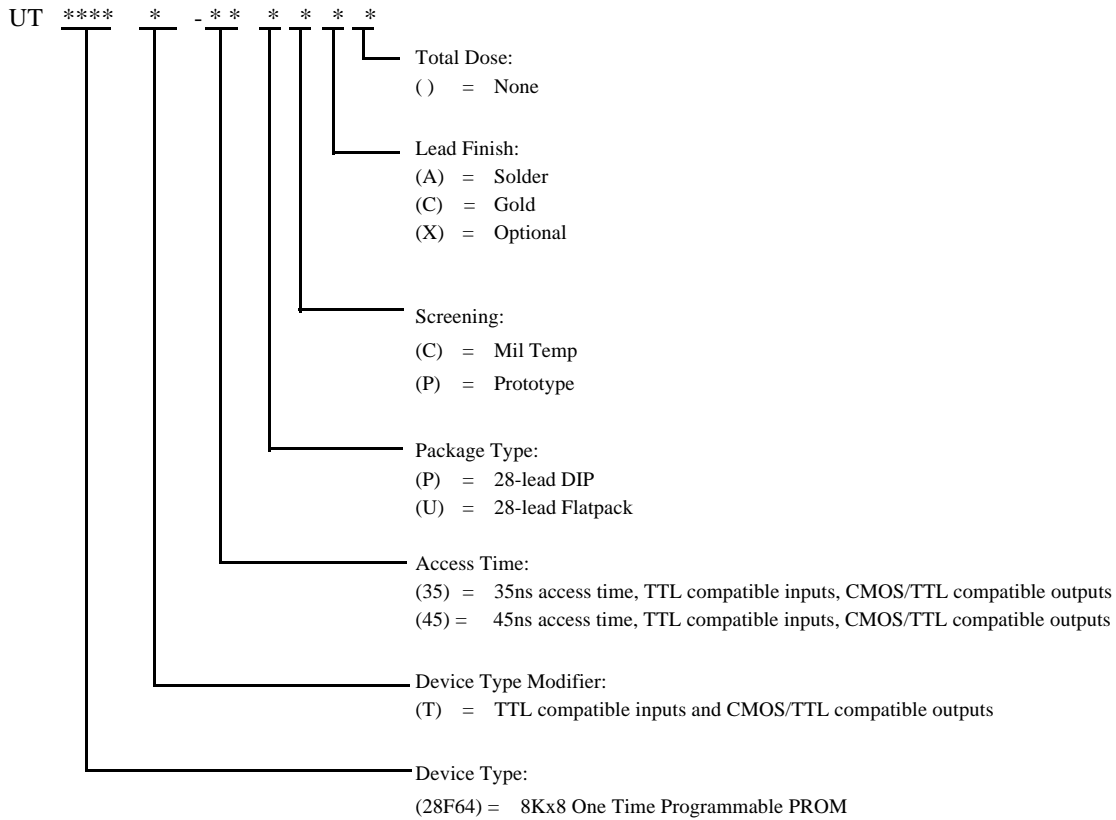 UT **** * - * * * * * *
Total Dose:
( ) = None
Lead Finish:
(A) = Solder
(C) = Gold
(X) = Optional
Screening:
(C) = Mil Temp
(P) = Prototype
Package Type:
(P) = 28-lead DIP
(U) = 28-lead Flatpack
Access Time:
(35) = 35ns access time, TTL compatible inputs, CMOS/TTL compatible outputs
(45) = 45ns access time, TTL compatible inputs, CMOS/TTL compatible outputs
Device Type Modifier:
(T) = TTL compatible inputs and CMOS/TTL compatible outputs
Device Type:
(28F64) = 8Kx8 One Time Programmable PROM